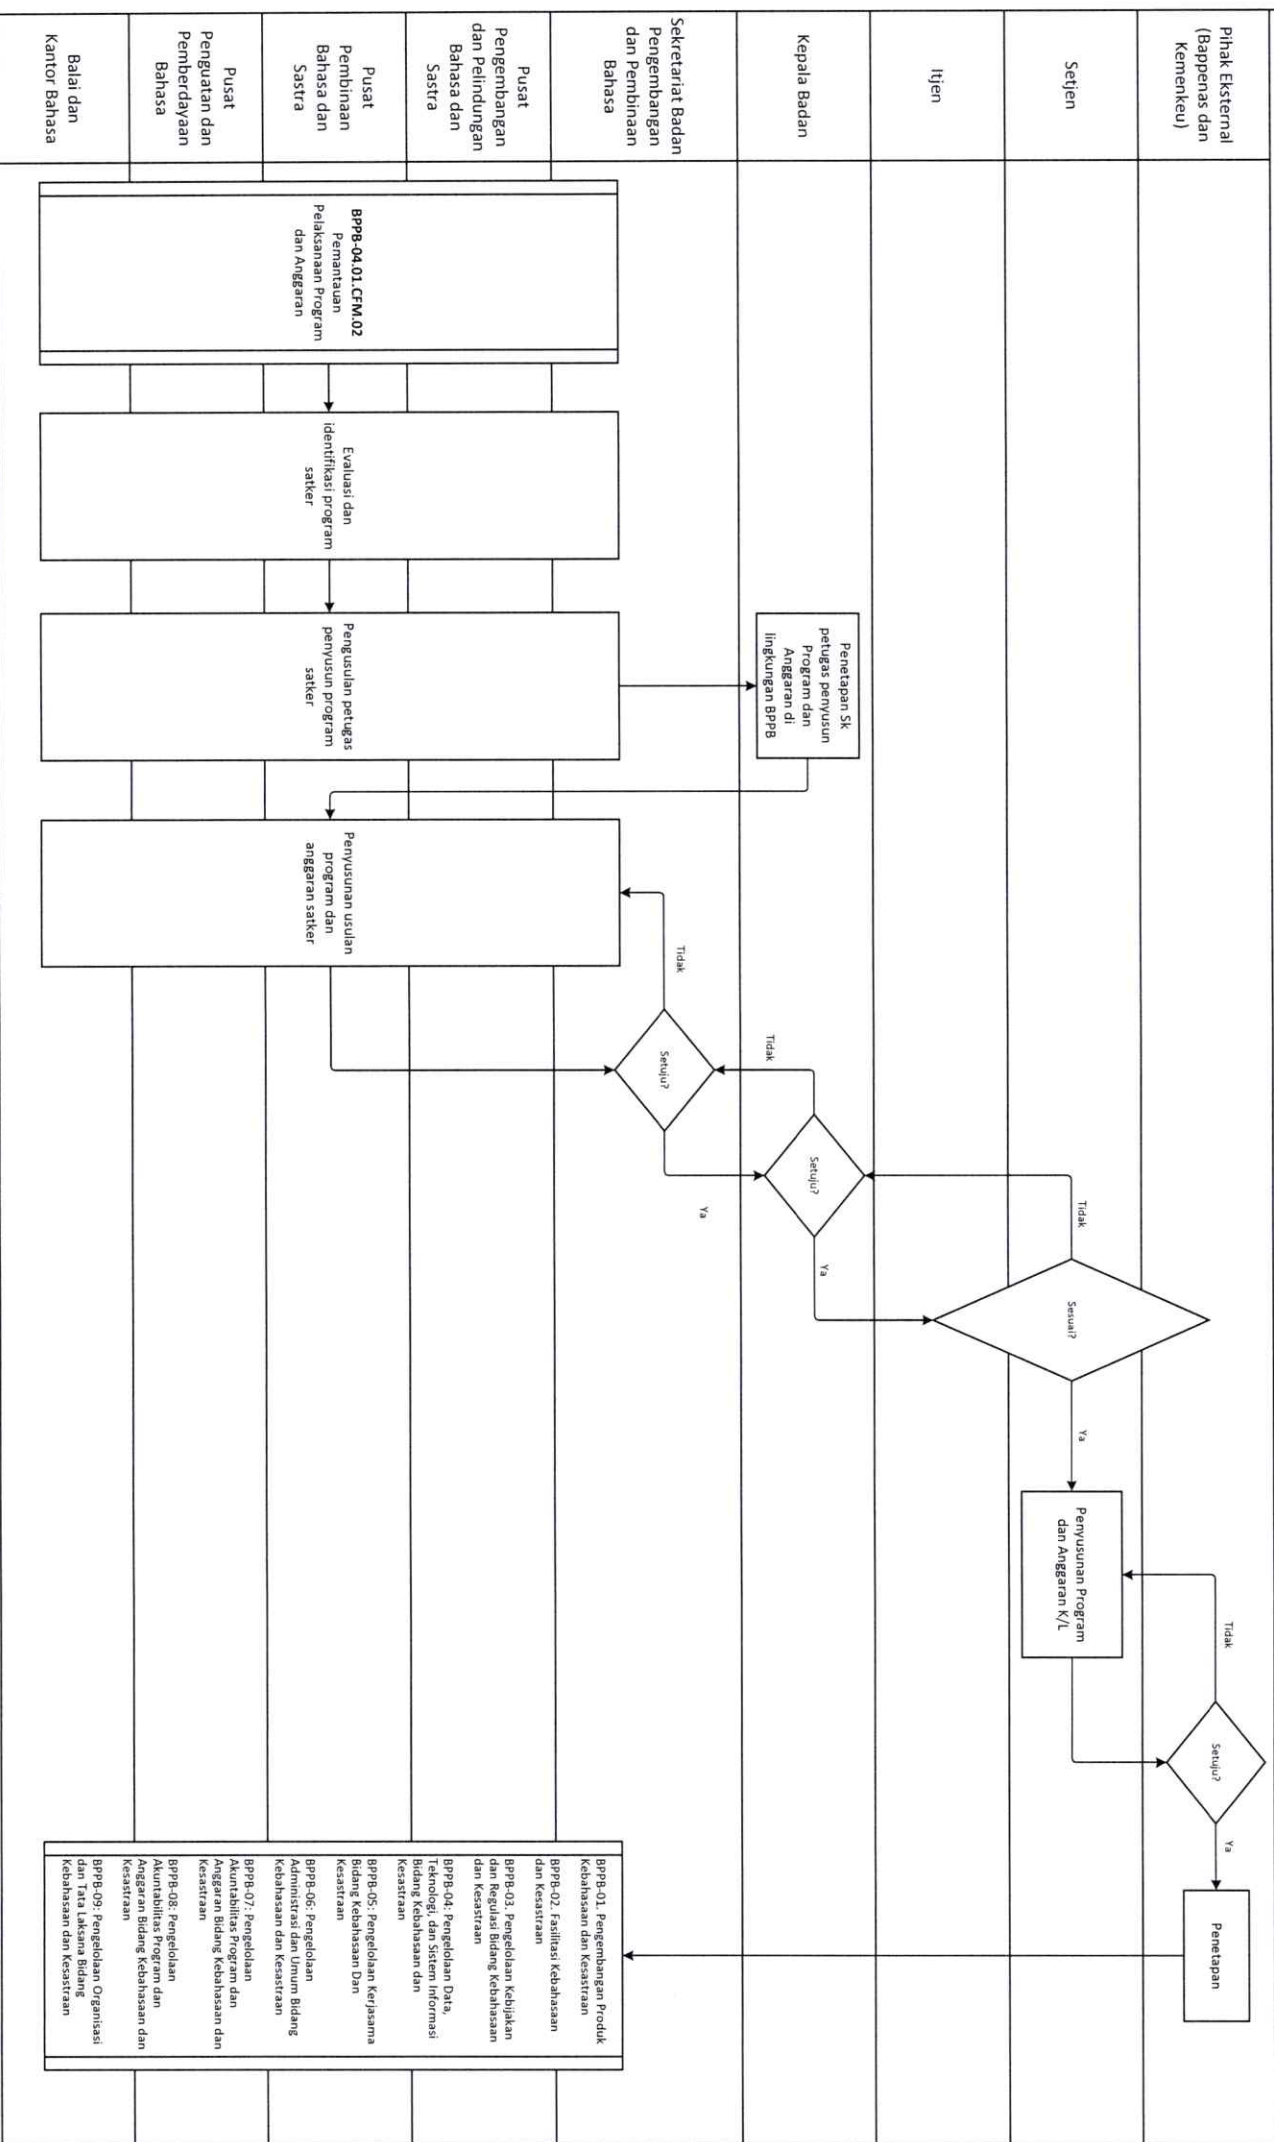 Pihak Eksternal
(Bappenas dan
Kemenkeu)
Setjen
Itjen
Kepala Badan
Sekretariat Badan
Pengembangan
dan Pembinaan
Bahasa
Pusat
Pengembangan
dan Pelindungan
Bahasa dan
Sastra
Pusat
Pembinaan
Bahasa dan
Sastra
Pusat
Penguatan dan
Pemberdayaan
Bahasa
Balai dan
Kantor Bahasa
BPPB-04.01.CFM.02
Pemantauan
Pelaksanaan Program
dan Anggaran
Evaluasi dan
identifikasi program
satker
Pengusulan petugas
penyusun program
satker
Penetapan Sk
petugas penyusun
Program dan
Anggaran di
lingkungan BPPB
Penyusunan usulan
program dan
anggaran satker
Tidak
Setuju?
Ya
Tidak
Setuju?
Ya
Tidak
Sesuai?
Ya
Penyusunan Program
dan Anggaran K/L
Tidak
Setuju?
Ya
Penetapan
BPPB-01. Pengembangan Produk
Kebahasaan dan Kesastraan
BPPB-02. Fasilitasi Kebahasaan
dan Kesastraan
BPPB-03. Pengelolaan Kebijakan
dan Regulasi Bidang Kebahasaan
dan Kesastraan
BPPB-04: Pengelolaan Data,
Teknologi, dan Sistem Informasi
Bidang Kebahasaan dan
Kesastraan
BPPB-05: Pengelolaan Kerjasama
Bidang Kebahasaan Dan
Kesastraan
BPPB-06: Pengelolaan
Administrasi dan Umum Bidang
Kebahasaan dan Kesastraan
BPPB-07: Pengelolaan
Akuntabilitas Program dan
Anggaran Bidang Kebahasaan dan
Kesastraan
BPPB-08: Pengelolaan
Akuntabilitas Program dan
Anggaran Bidang Kebahasaan dan
Kesastraan
BPPB-09: Pengelolaan Organisasi
dan Tata Laksana Bidang
Kebahasaan dan Kesastraan